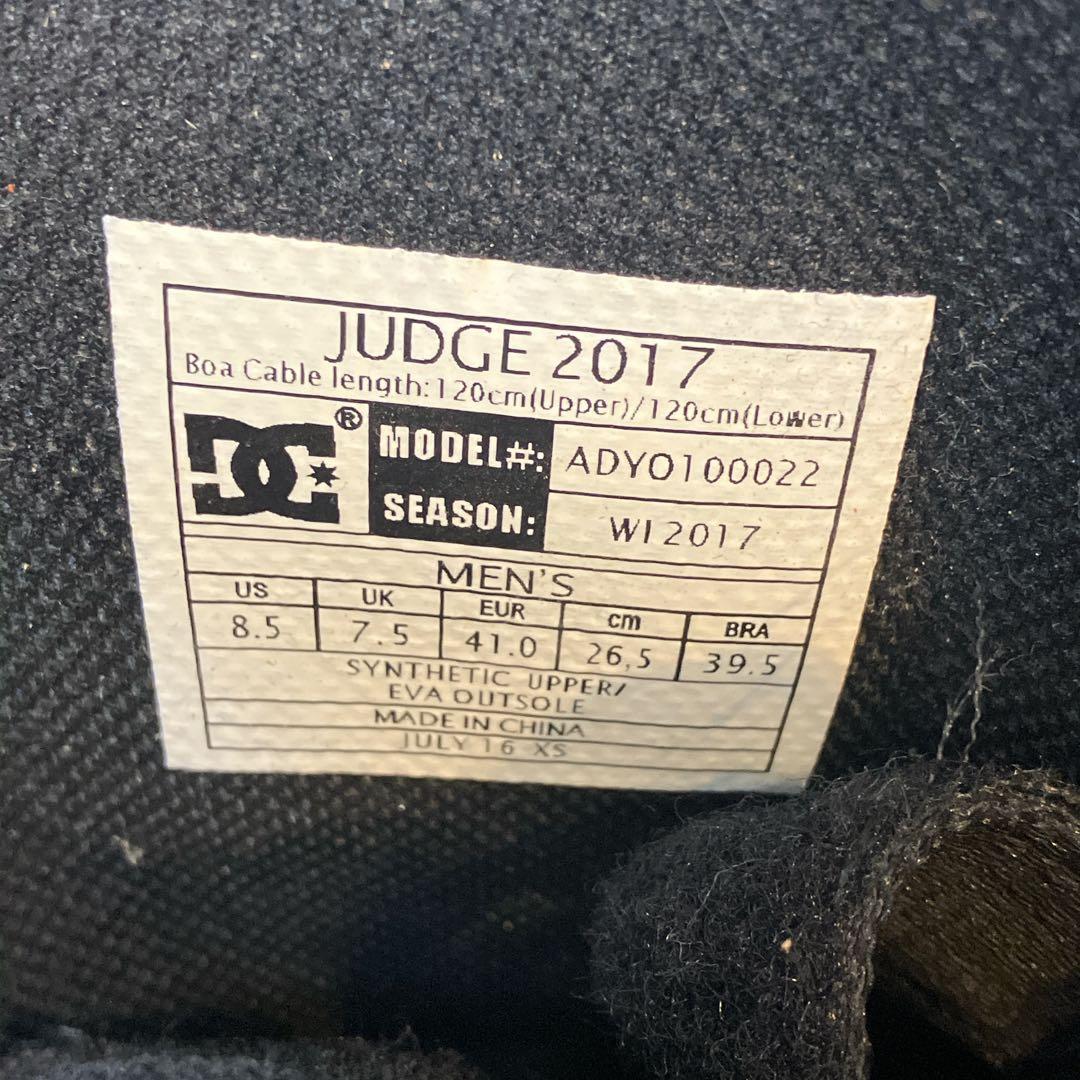 JUDGE 2017
Boa Cable length:120cm(Upper)/120cm(Lower)
DC® MODEL#: ADYO100022
SEASON: WI 2017
MEN'S
US UK EUR cm BRA
8.5 7.5 41.0 26,5 39.5
SYNTHETIC UPPER/
EVA OUTSOLE
MADE IN CHINA
JULY 16 XS